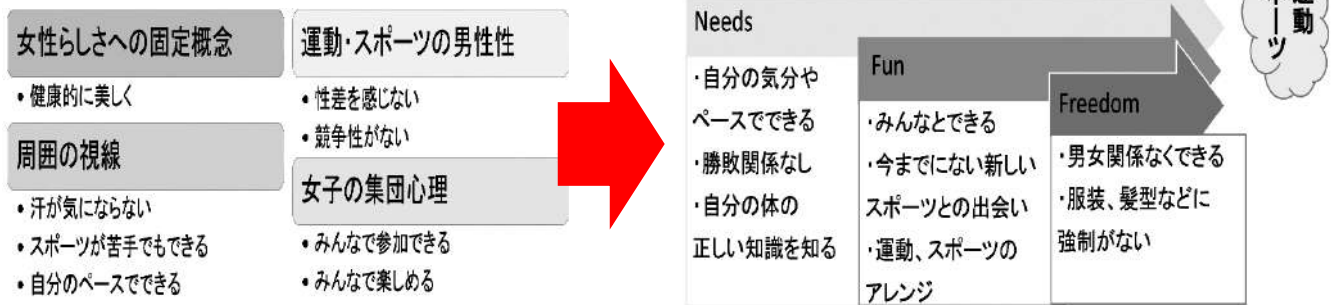 女性らしさへの固定概念
• 健康的に美しく
周囲の視線
• 汗が気にならない
• スポーツが苦手でもできる
• 自分のペースでできる
運動・スポーツの男性性
• 性差を感じない
• 競争性がない
女子の集団心理
• みんなで参加できる
• みんなで楽しめる
Needs
・自分の気分や
ペースでできる
・勝敗関係なし
・自分の体の
正しい知識を知る
Fun
・みんなとできる
・今までにない新しい
スポーツとの出会い
・運動、スポーツの
アレンジ
Freedom
・男女関係なくできる
・服装、髪型などに
強制がない
動
ーツ